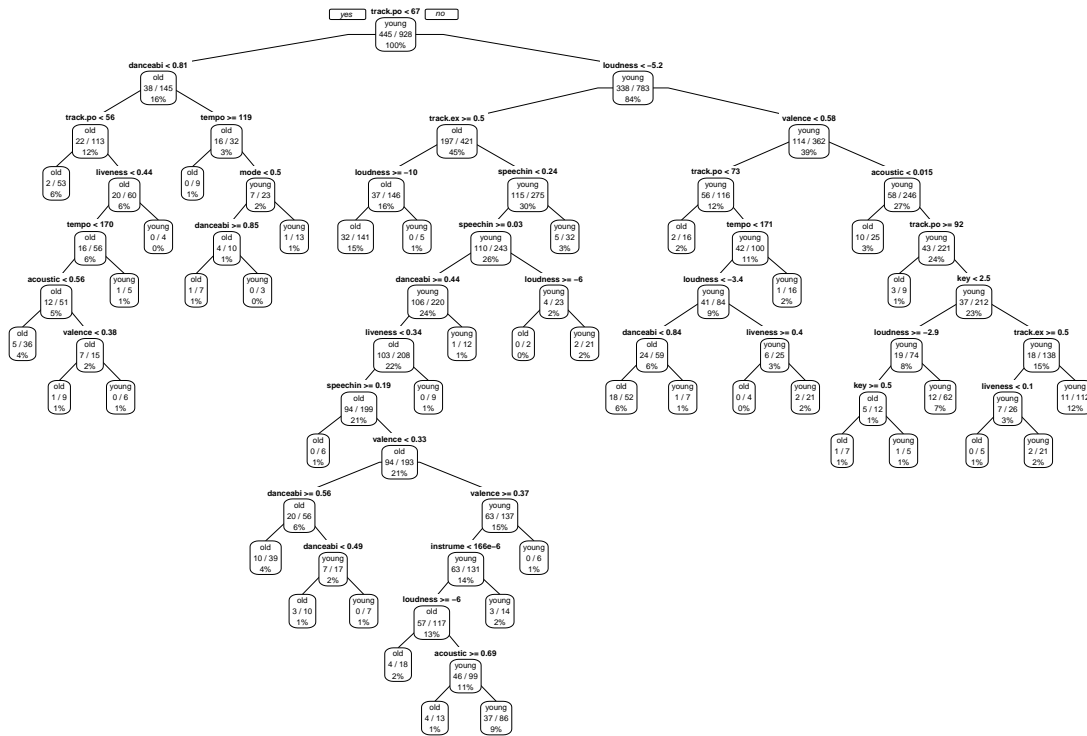 track.po < 67
yes
no
young
445 / 928
100%
danceabi < 0.81
loudness < −5.2
old
38 / 145
16%
young
338 / 783
84%
track.po < 56
tempo >= 119
track.ex >= 0.5
valence < 0.58
old
22 / 113
12%
old
16 / 32
3%
old
197 / 421
45%
young
114 / 362
39%
liveness < 0.44
mode < 0.5
loudness >= −10
speechin < 0.24
track.po < 73
acoustic < 0.015
old
2 / 53
6%
old
20 / 60
6%
old
0 / 9
1%
young
7 / 23
2%
old
37 / 146
16%
young
115 / 275
30%
young
56 / 116
12%
young
58 / 246
27%
tempo < 170
danceabi >= 0.85
speechin >= 0.03
tempo < 171
track.po >= 92
old
16 / 56
6%
young
0 / 4
0%
old
4 / 10
1%
young
1 / 13
1%
old
32 / 141
15%
young
0 / 5
1%
young
110 / 243
26%
young
5 / 32
3%
old
2 / 16
2%
young
42 / 100
11%
old
10 / 25
3%
young
43 / 221
24%
acoustic < 0.56
danceabi >= 0.44
loudness >= −6
loudness < −3.4
key < 2.5
old
12 / 51
5%
young
1 / 5
1%
old
1 / 7
1%
young
0 / 3
0%
young
106 / 220
24%
young
4 / 23
2%
young
41 / 84
9%
young
1 / 16
2%
old
3 / 9
1%
young
37 / 212
23%
valence < 0.38
liveness < 0.34
danceabi < 0.84
liveness >= 0.4
loudness >= −2.9
track.ex >= 0.5
old
5 / 36
4%
old
7 / 15
2%
old
103 / 208
22%
young
1 / 12
1%
old
0 / 2
0%
young
2 / 21
2%
old
24 / 59
6%
young
6 / 25
3%
young
19 / 74
8%
young
18 / 138
15%
speechin >= 0.19
key >= 0.5
liveness < 0.1
old
1 / 9
1%
young
0 / 6
1%
old
94 / 199
21%
young
0 / 9
1%
old
18 / 52
6%
young
1 / 7
1%
old
0 / 4
0%
young
2 / 21
2%
old
5 / 12
1%
young
12 / 62
7%
young
7 / 26
3%
young
11 / 112
12%
valence < 0.33
old
0 / 6
1%
old
94 / 193
21%
old
1 / 7
1%
young
1 / 5
1%
old
0 / 5
1%
young
2 / 21
2%
danceabi >= 0.56
valence >= 0.37
old
20 / 56
6%
young
63 / 137
15%
danceabi < 0.49
instrume < 166e−6
old
10 / 39
4%
young
7 / 17
2%
young
63 / 131
14%
young
0 / 6
1%
loudness >= −6
old
3 / 10
1%
young
0 / 7
1%
old
57 / 117
13%
young
3 / 14
2%
acoustic >= 0.69
old
4 / 18
2%
young
46 / 99
11%
old
4 / 13
1%
young
37 / 86
9%